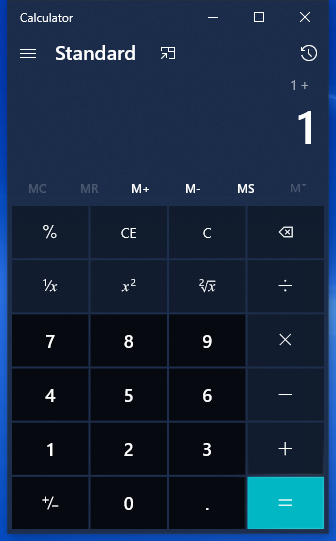 Calculator
Standard
1 +
1
MC MR M+ M- MS M˅
% CE C
¹/x x² ²√x ÷
7 8 9 ×
4 5 6 −
1 2 3 +
+/− 0 . =